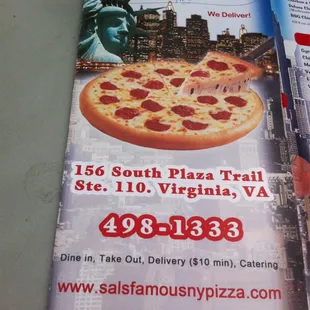 We Deliver!
156 South Plaza Trail
Ste. 110. Virginia, VA
498-1333
Dine in, Take Out, Delivery ($10 min), Catering
www.salsfamousnypizza.com